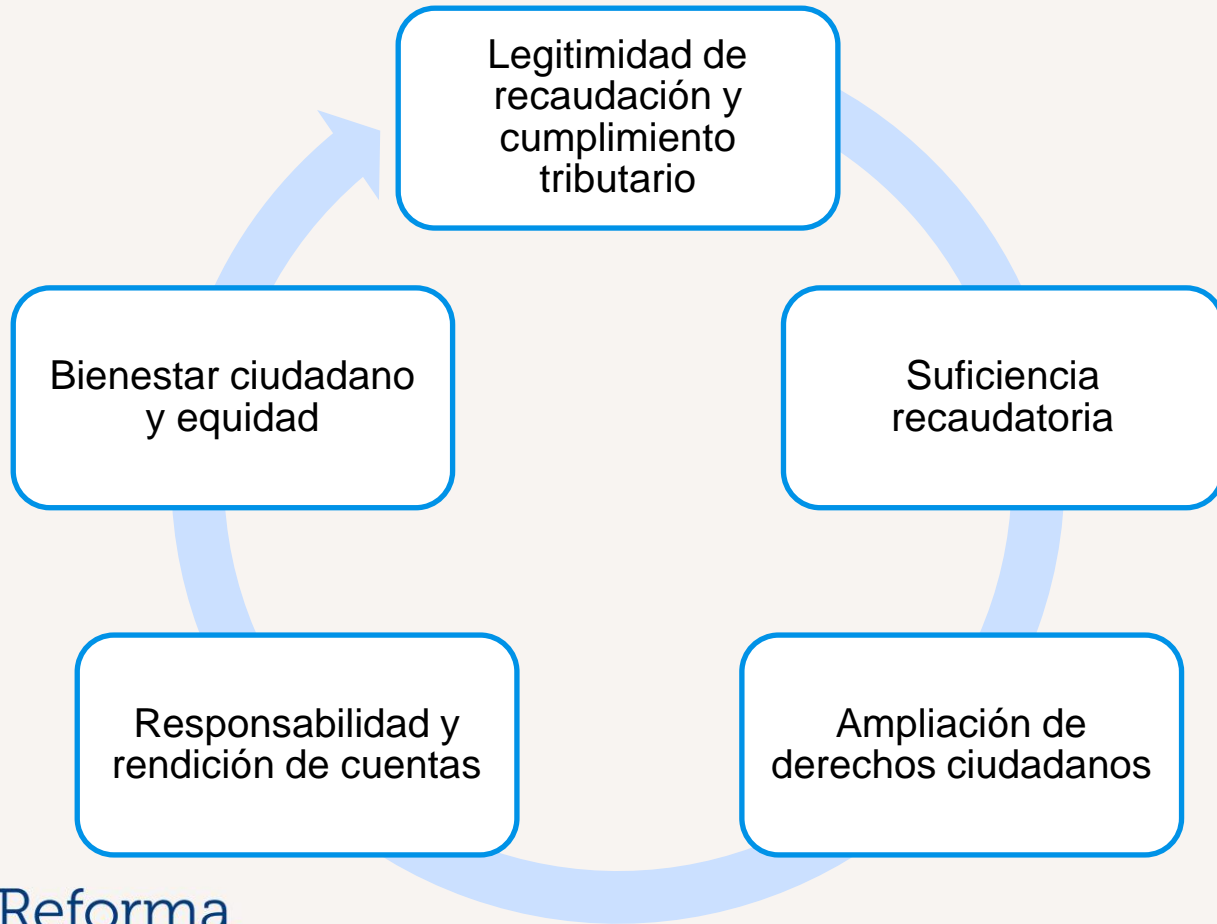 Legitimidad de
recaudación y
cumplimiento
tributario
Suficiencia
recaudatoria
Ampliación de
derechos ciudadanos
Responsabilidad y
rendición de cuentas
Bienestar ciudadano
y equidad
Reforma